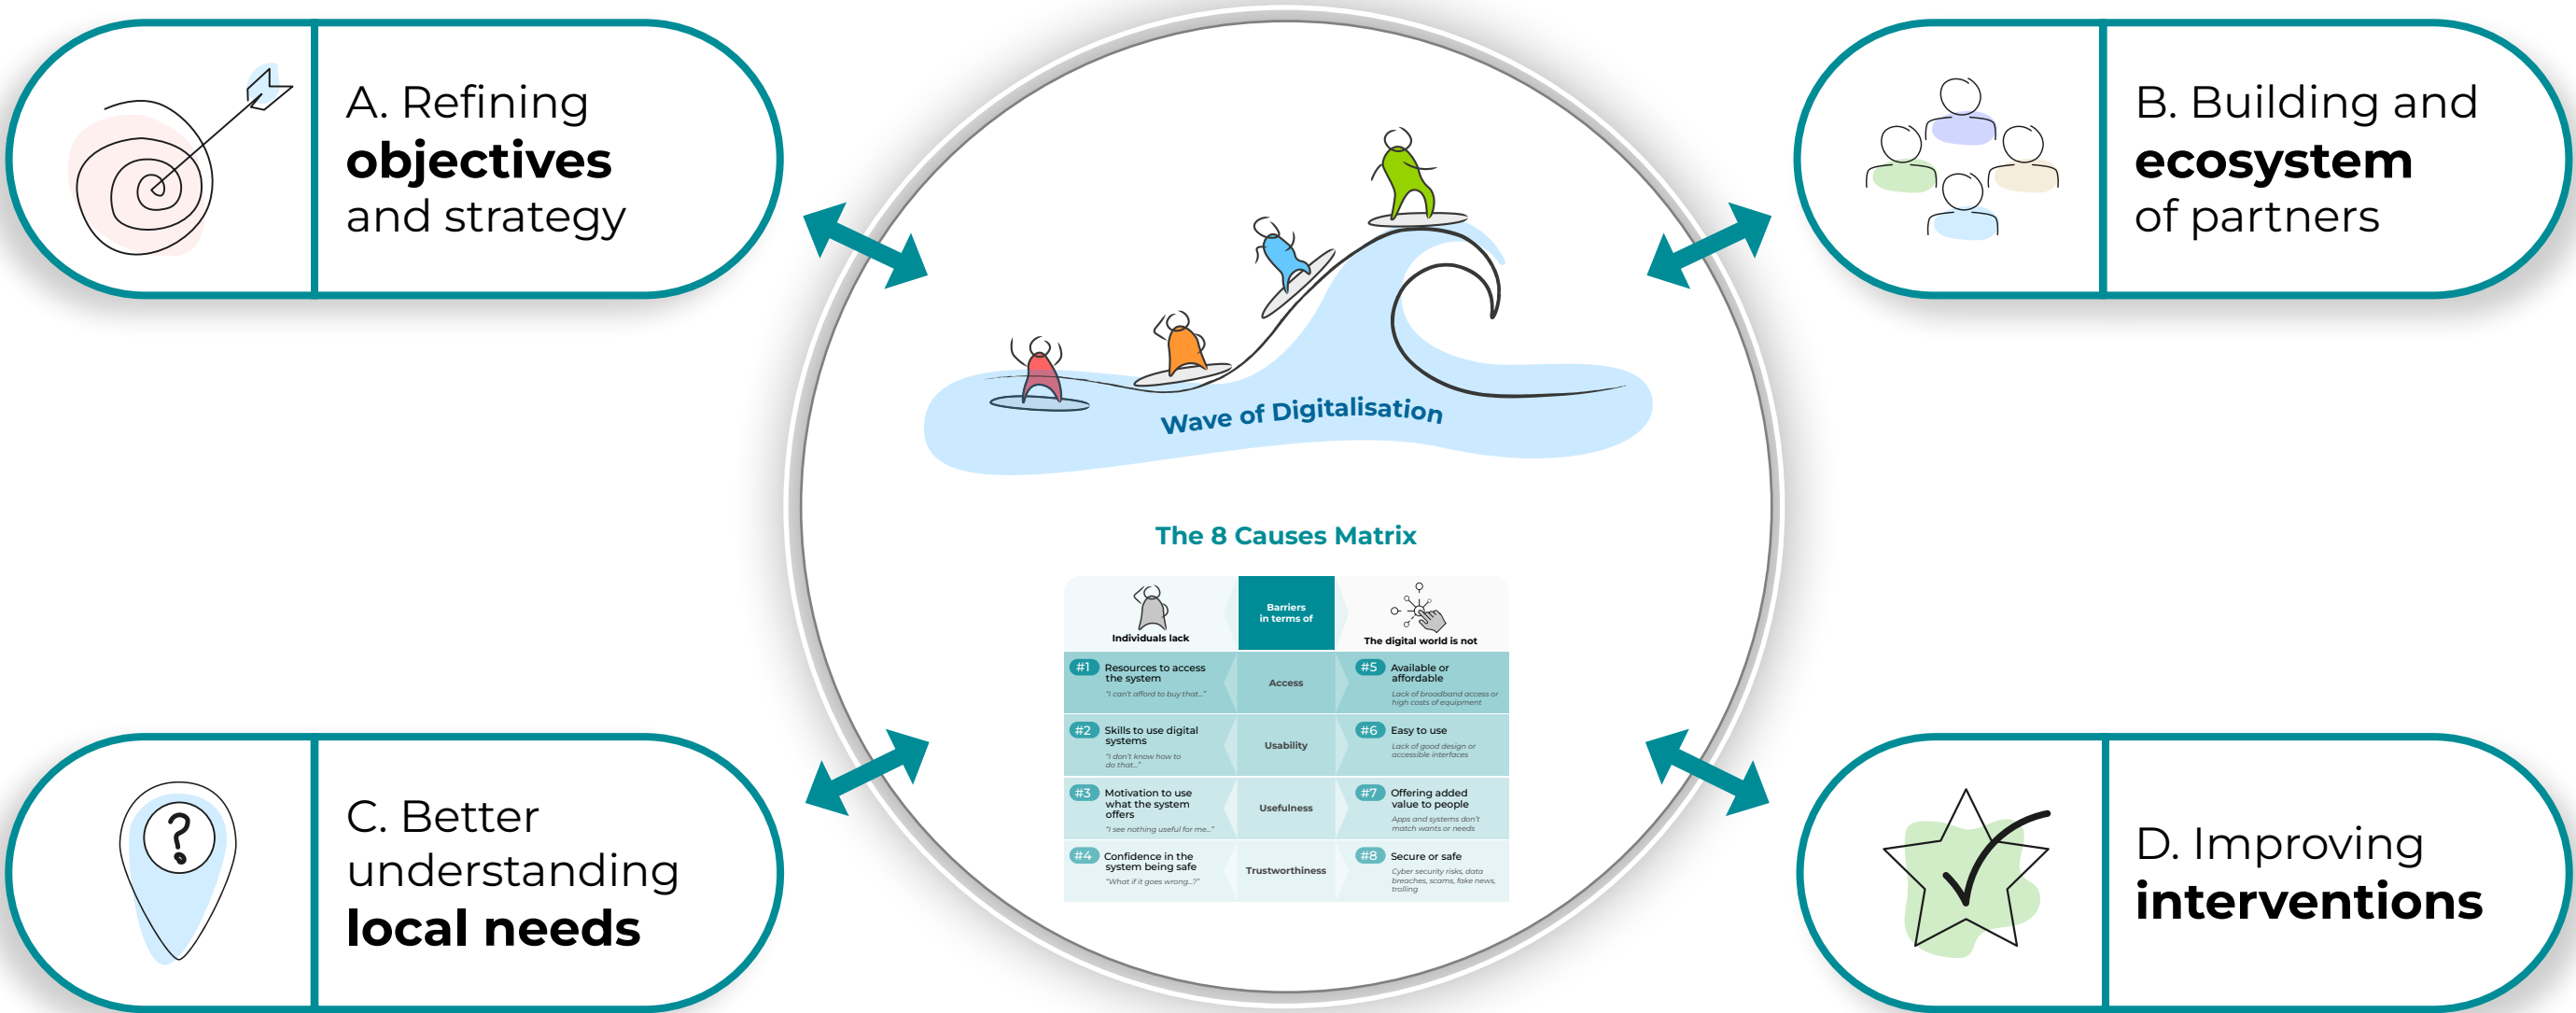 A. Refining
objectives
and strategy
B. Building and
ecosystem
of partners
Wave of Digitalisation
The 8 Causes Matrix
Individuals lack
Barriers
in terms of
The digital world is not
#1
Resources to access
the system
"I can't afford to buy that..."
Access
#5
Available or
affordable
Lack of broadband access or
high costs of equipment
#2
Skills to use digital
systems
"I don't know how to
do that..."
Usability
#6
Easy to use
Lack of good design or
accessible interfaces
#3
Motivation to use
what the system
offers
"I see nothing useful for me..."
Usefulness
#7
Offering added
value to people
Apps and systems don't
match wants or needs
#4
Confidence in the
system being safe
"What if it goes wrong...?"
Trustworthiness
#8
Secure or safe
Cyber security risks, data
breaches, scams, fake news,
trolling
C. Better
understanding
local needs
D. Improving
interventions